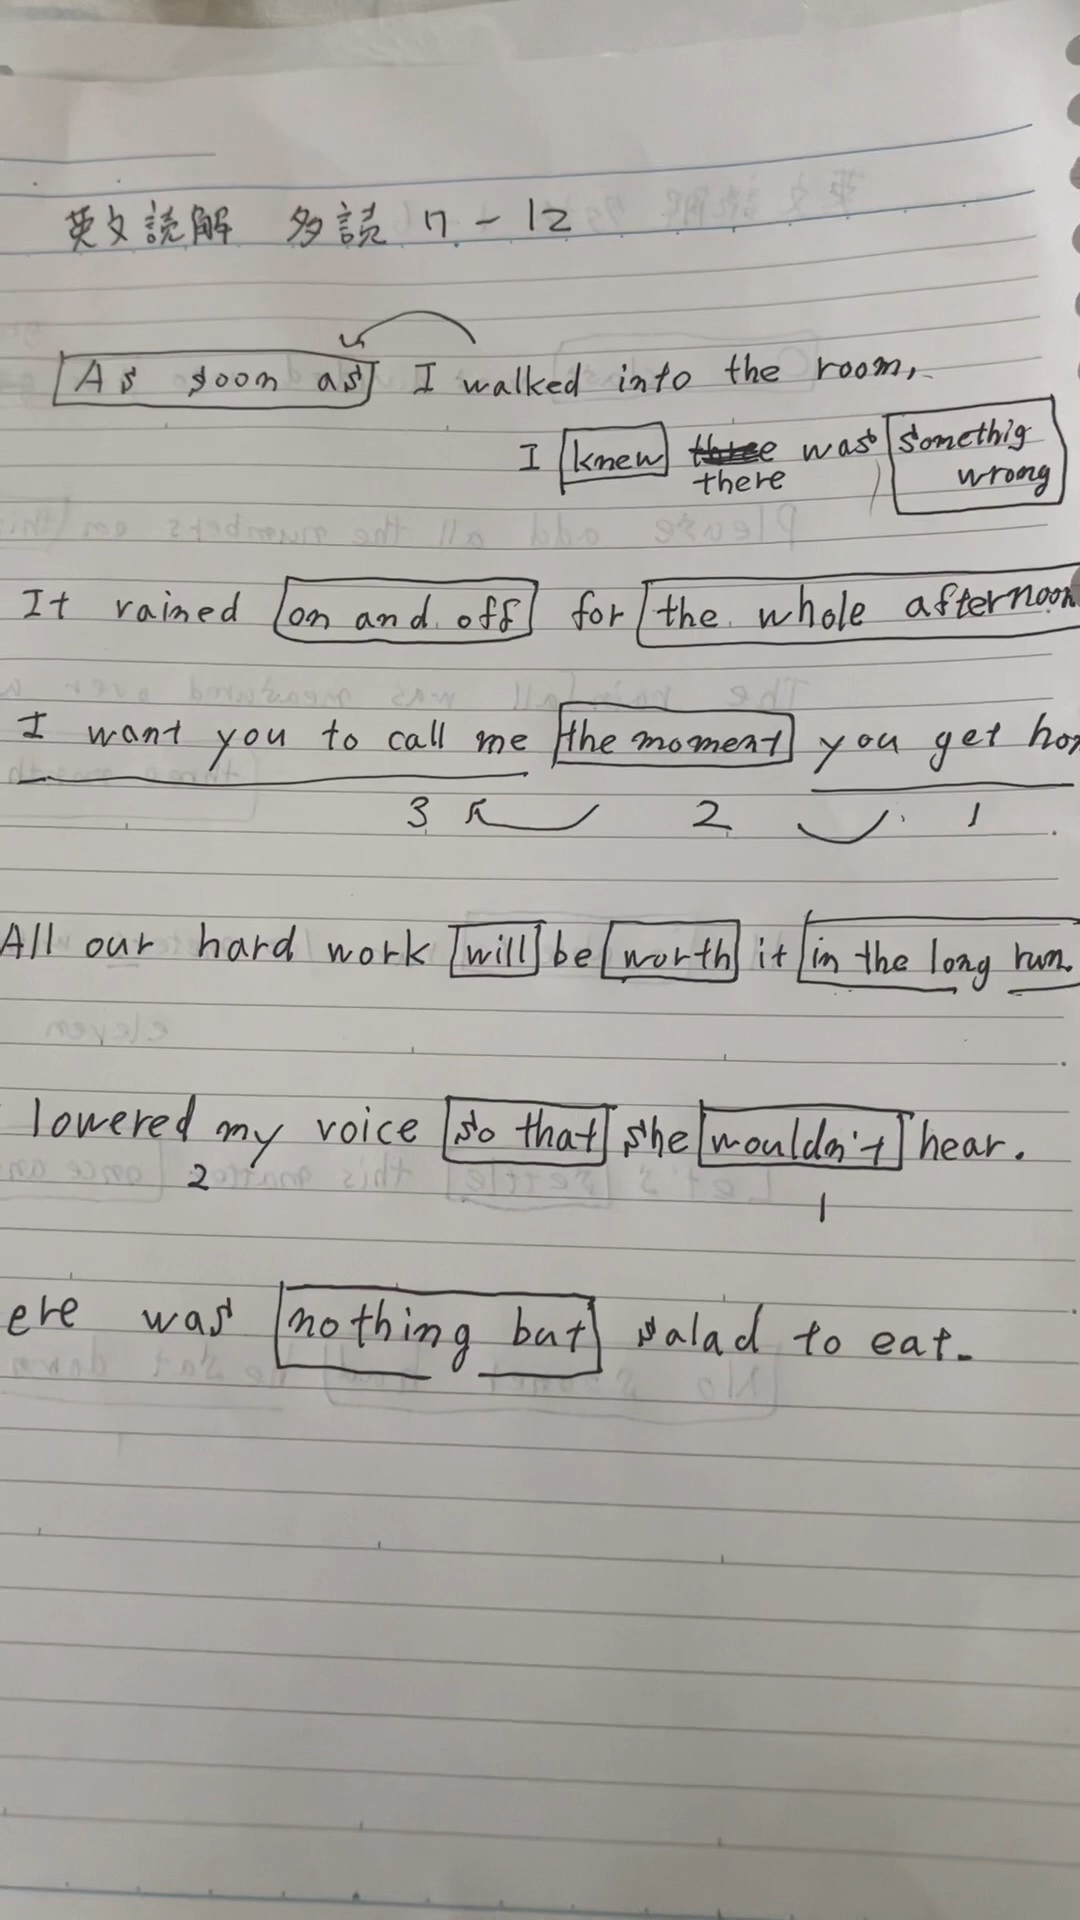 英文読解 多読 7-12
As soon as I walked into the room,
I knew there was somethig
wrong
It rained on and off for the whole afternoon
I want you to call me the moment you get
3 2 1
All our hard work will be worth it in the long run.
lowered my voice so that she wouldn't hear.
2 1
ere was nothing but salad to eat.